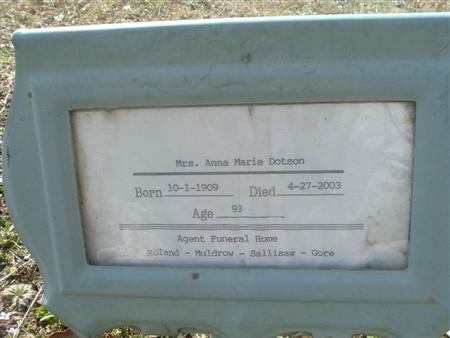 Mrs. Anna Marie Dotson
Born 10-1-1909 Died 4-27-2003
Age 93
Agent Funeral Home
Roland - Muldrow - Sallisaw - Gore